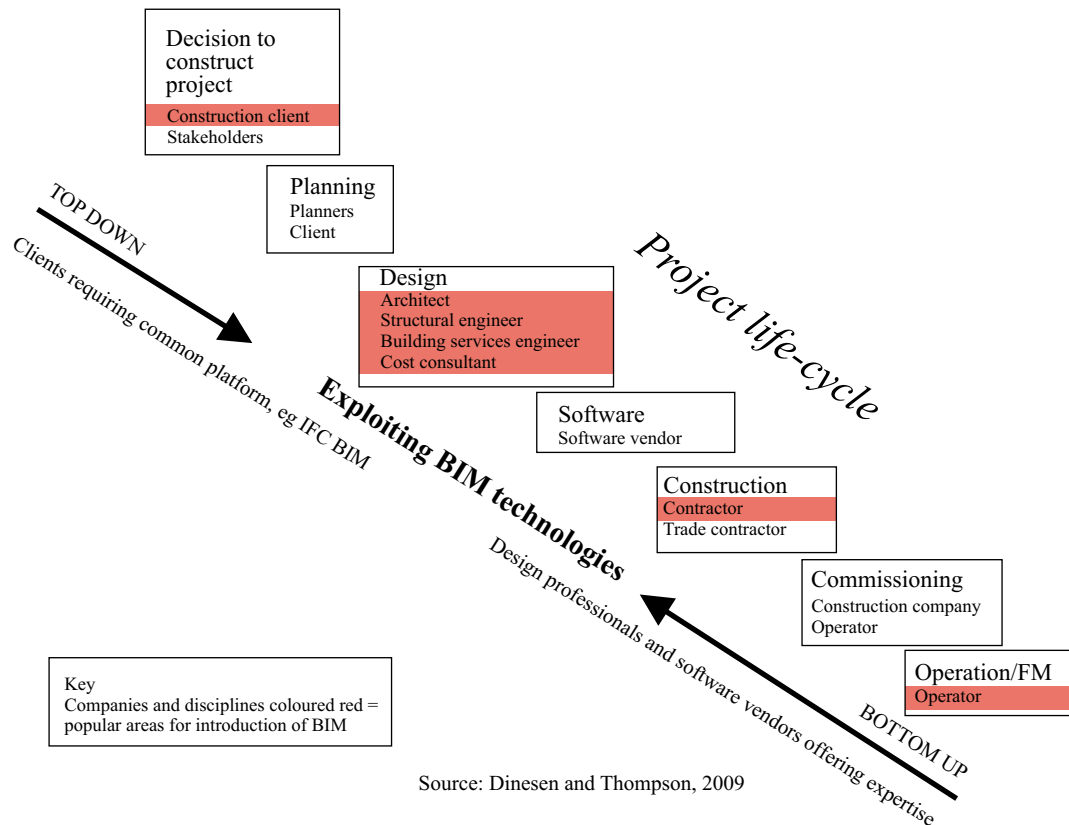 Decision to
construct
project
Construction client
Stakeholders
Planning
Planners
Client
TOP DOWN
Clients requiring common platform, eg IFC BIM
Project life-cycle
Design
Architect
Structural engineer
Building services engineer
Cost consultant
Exploiting BIM technologies
Software
Software vendor
Construction
Contractor
Trade contractor
Design professionals and software vendors offering expertise
BOTTOM UP
Commissioning
Construction company
Operator
Operation/FM
Operator
Key
Companies and disciplines coloured red =
popular areas for introduction of BIM
Source: Dinesen and Thompson, 2009